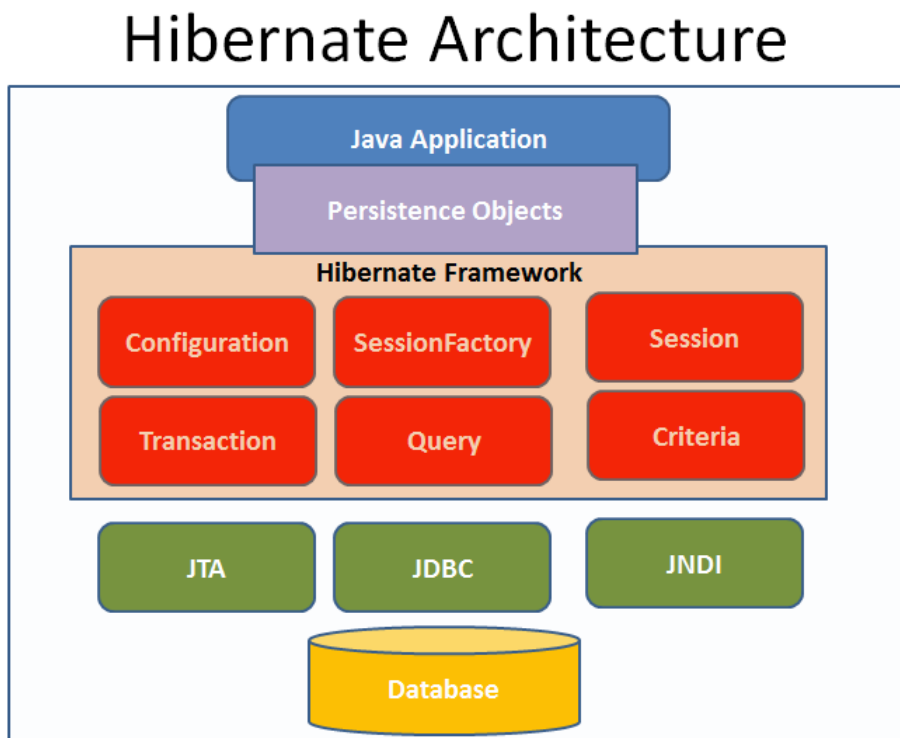 Hibernate Architecture
Java Application
Persistence Objects
Hibernate Framework
Configuration
SessionFactory
Session
Transaction
Query
Criteria
JTA
JDBC
JNDI
Database